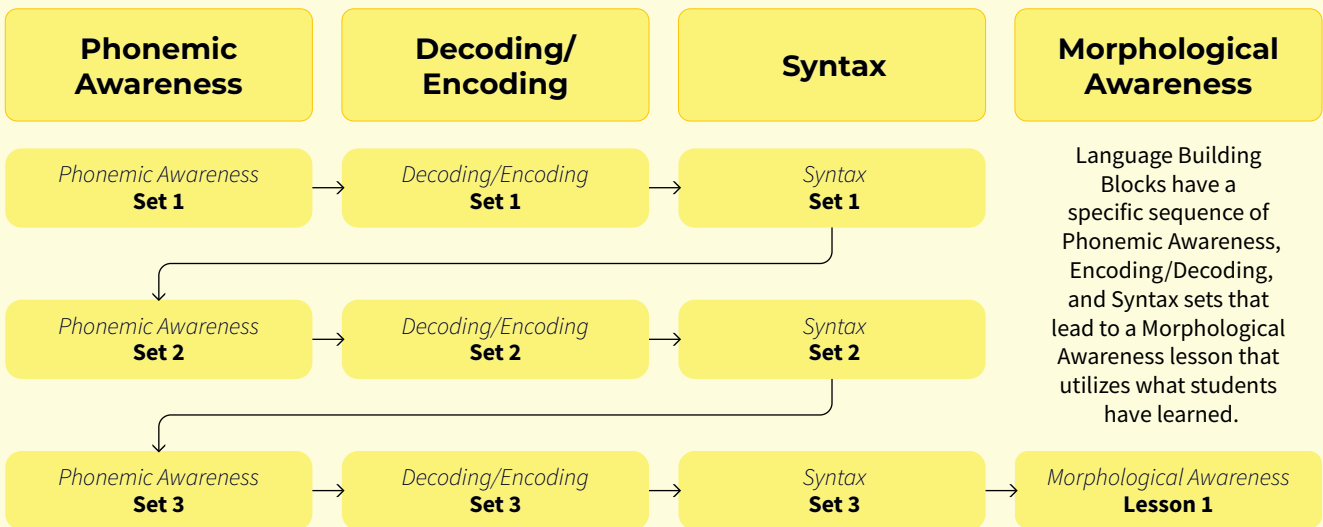 Phonemic
Awareness
Decoding/
Encoding
Syntax
Morphological
Awareness
Phonemic Awareness
Set 1
Decoding/Encoding
Set 1
Syntax
Set 1
Language Building
Blocks have a
specific sequence of
Phonemic Awareness,
Encoding/Decoding,
and Syntax sets that
lead to a Morphological
Awareness lesson that
utilizes what students
have learned.
Phonemic Awareness
Set 2
Decoding/Encoding
Set 2
Syntax
Set 2
Phonemic Awareness
Set 3
Decoding/Encoding
Set 3
Syntax
Set 3
Morphological Awareness
Lesson 1